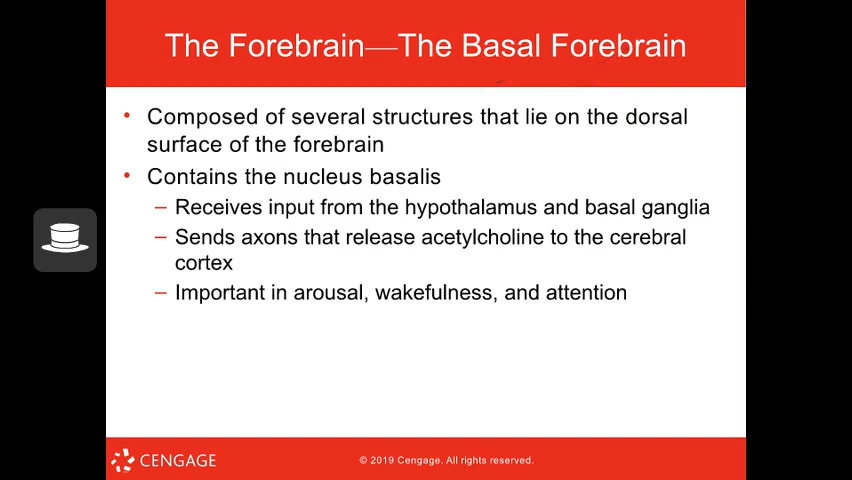 The Forebrain—The Basal Forebrain
• Composed of several structures that lie on the dorsal
surface of the forebrain
• Contains the nucleus basalis
– Receives input from the hypothalamus and basal ganglia
– Sends axons that release acetylcholine to the cerebral
cortex
– Important in arousal, wakefulness, and attention
CENGAGE
© 2019 Cengage. All rights reserved.